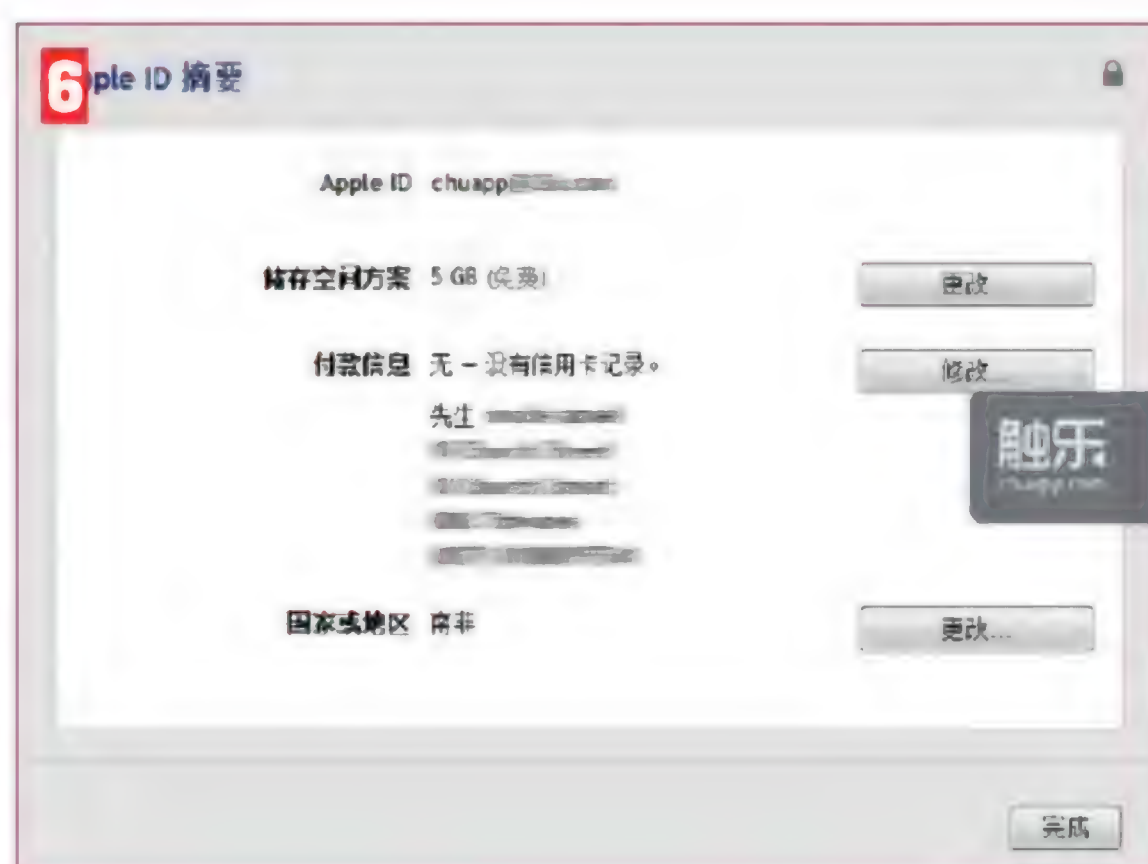 6
ple ID 摘要
Apple ID chuapp
储存空间方案 5 GB (免费)
更改
付款信息 无 – 没有信用卡记录。
修改...
先生
触乐
chuapp.com
国家或地区 南非
更改...
完成